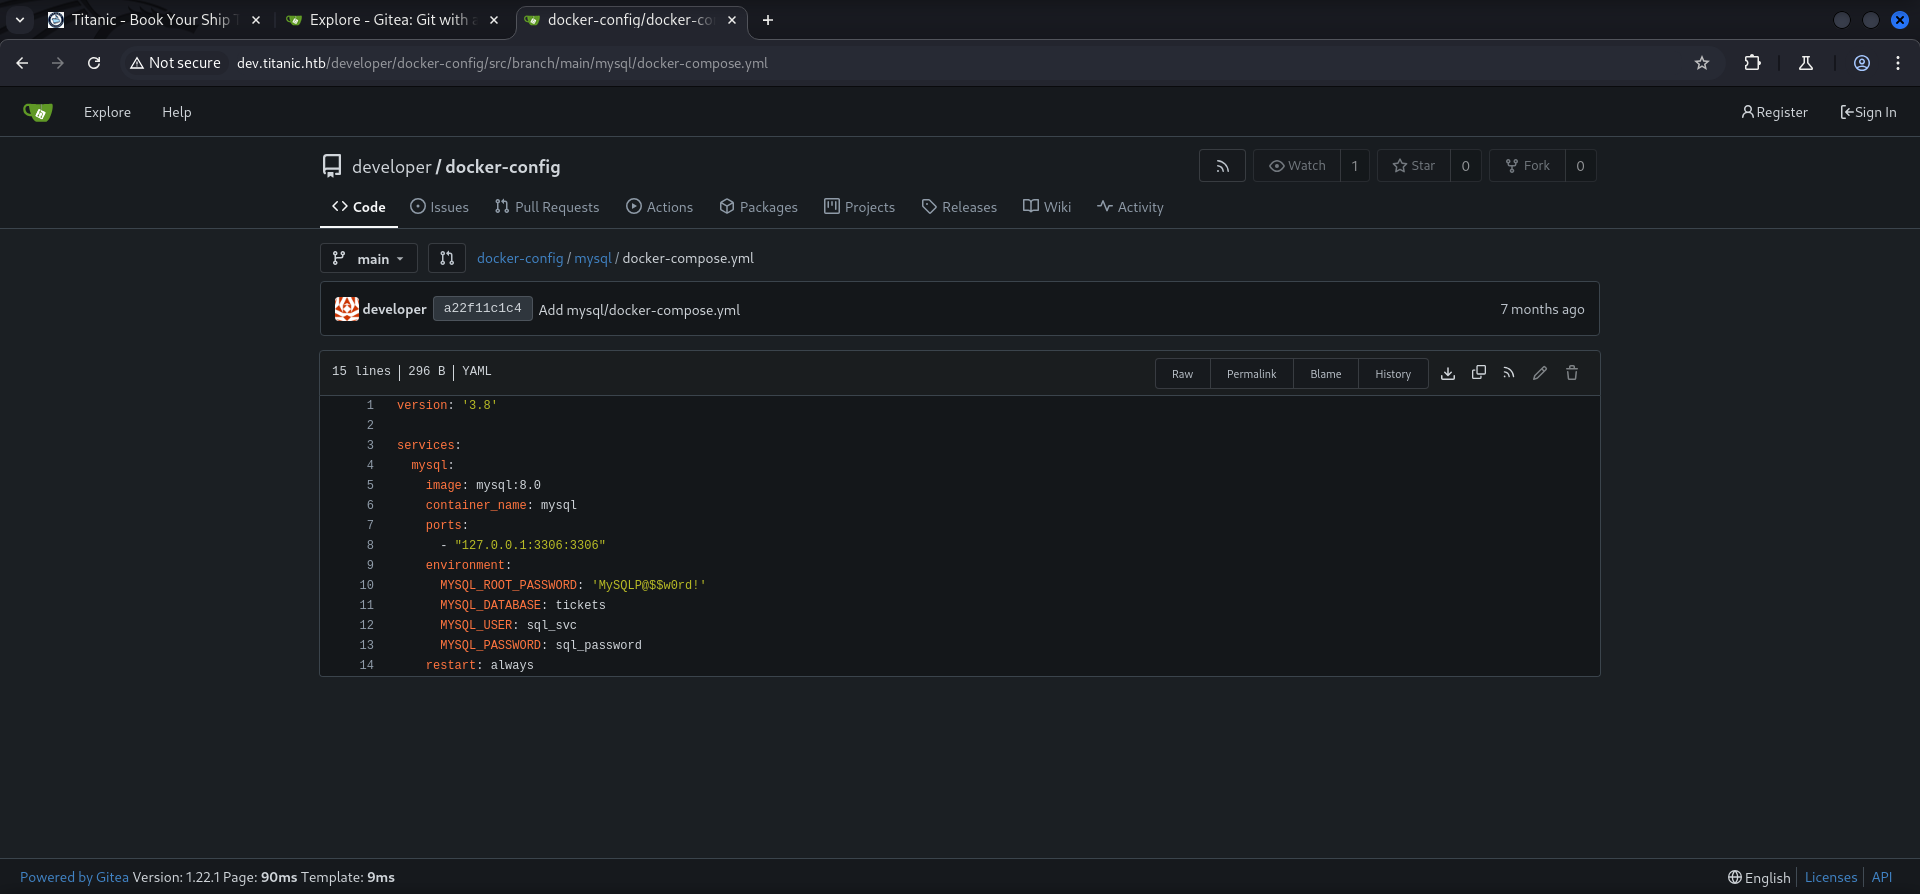 Titanic - Book Your Ship T
Explore - Gitea: Git with a
docker-config/docker-co
Not secure
dev.titanic.htb/developer/docker-config/src/branch/main/mysql/docker-compose.yml
Explore
Help
Register
Sign In
developer / docker-config
Watch 1
Star 0
Fork 0
Code
Issues
Pull Requests
Actions
Packages
Projects
Releases
Wiki
Activity
main
docker-config / mysql / docker-compose.yml
developer a22f11c1c4 Add mysql/docker-compose.yml 7 months ago
15 lines | 296 B | YAML
Raw
Permalink
Blame
History
1 version: '3.8'
2
3 services:
4   mysql:
5     image: mysql:8.0
6     container_name: mysql
7     ports:
8       - "127.0.0.1:3306:3306"
9     environment:
10       MYSQL_ROOT_PASSWORD: 'MySQLP@$$w0rd!'
11       MYSQL_DATABASE: tickets
12       MYSQL_USER: sql_svc
13       MYSQL_PASSWORD: sql_password
14     restart: always
Powered by Gitea Version: 1.22.1 Page: 90ms Template: 9ms
English
Licenses
API